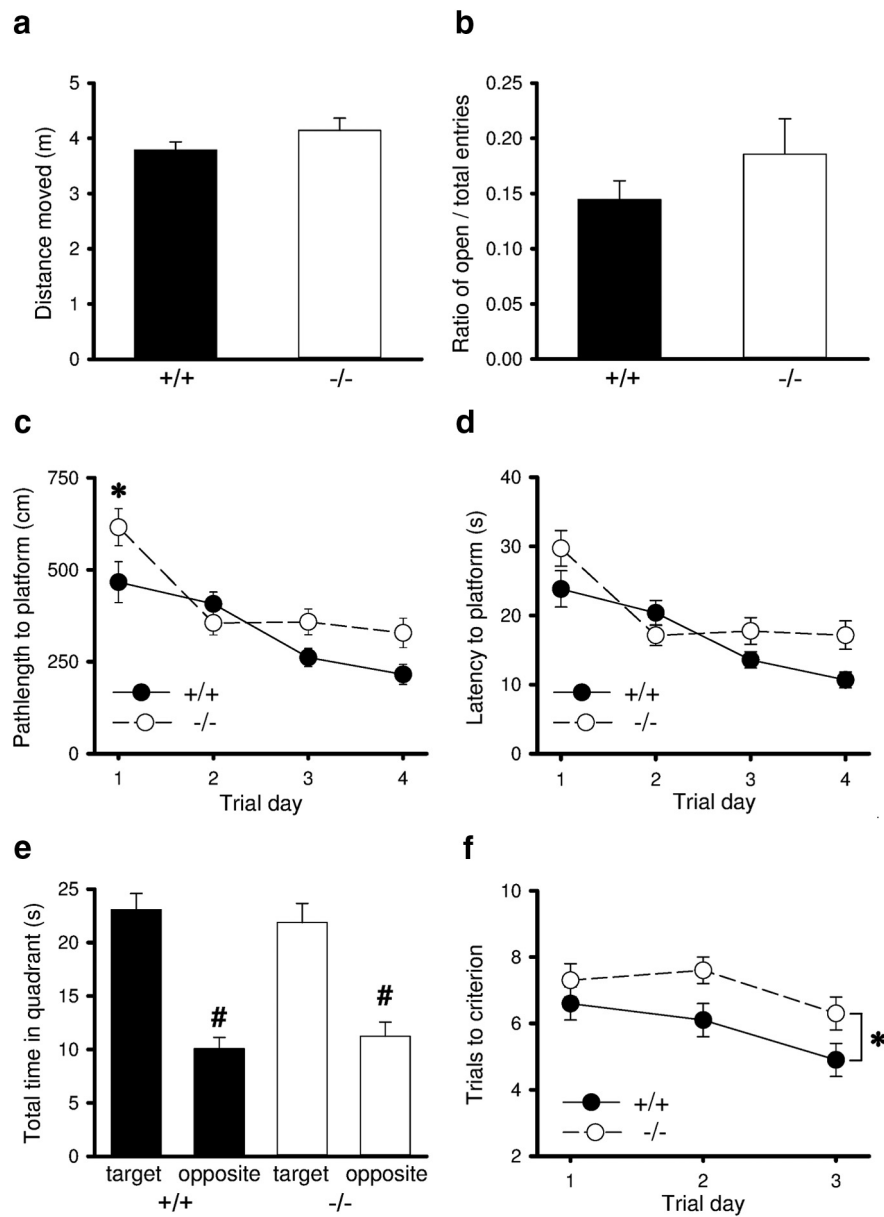 a
Distance moved (m)
5
4
3
2
1
0
+/+ -/-
b
Ratio of open / total entries
0.25
0.20
0.15
0.10
0.05
0.00
+/+ -/-
c
Pathlength to platform (cm)
750
500
250
0
*
+/+
-/-
1 2 3 4
Trial day
d
Latency to platform (s)
40
30
20
10
0
+/+
-/-
1 2 3 4
Trial day
e
Total time in quadrant (s)
25
20
15
10
5
0
# #
target opposite target opposite
+/+ -/-
f
Trials to criterion
10
8
6
4
2
*
+/+
-/-
1 2 3
Trial day